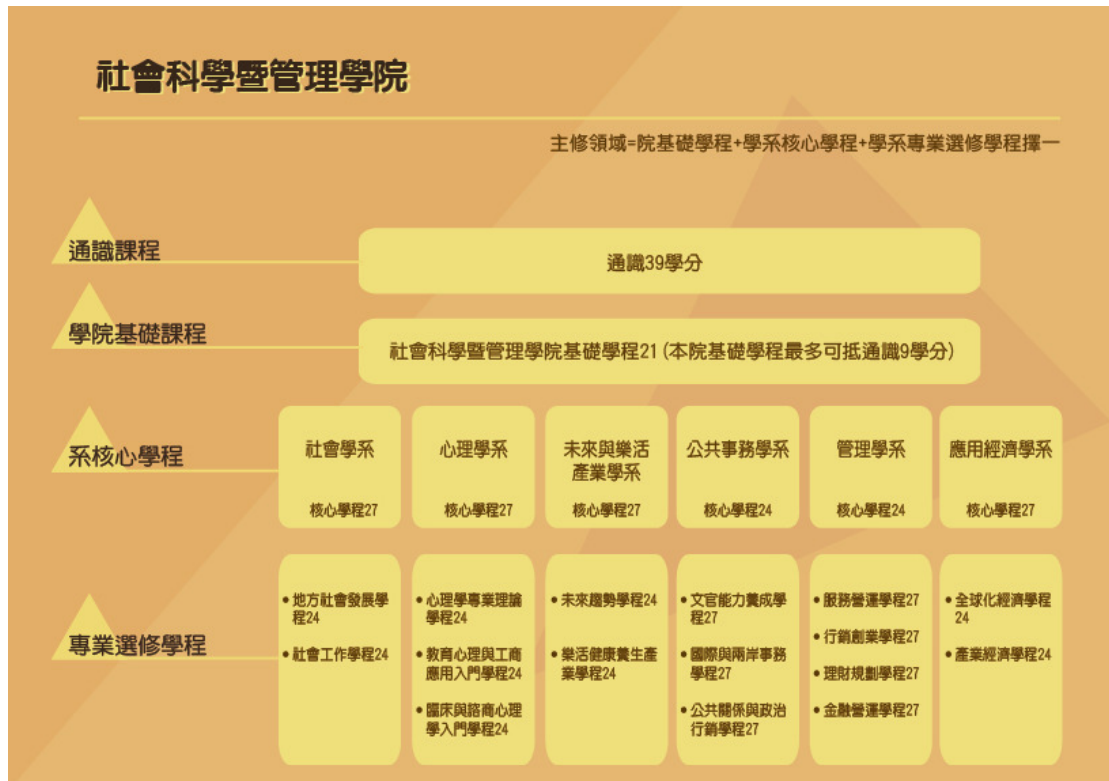 社會科學暨管理學院
主修領域=院基礎學程+學系核心學程+學系專業選修學程擇一
通識課程
通識39學分
學院基礎課程
社會科學暨管理學院基礎學程21(本院基礎學程最多可抵通識9學分)
系核心學程
社會學系
核心學程27
心理學系
核心學程27
未來與樂活
產業學系
核心學程27
公共事務學系
核心學程24
管理學系
核心學程24
應用經濟學系
核心學程27
專業選修學程
•地方社會發展學
程24
•社會工作學程24
•心理學專業理論
學程24
•教育心理與工商
應用入門學程24
•臨床與諮商心理
學入門學程24
•未來趨勢學程24
•樂活健康養生產
業學程24
•文官能力養成學
程27
•國際與兩岸事務
學程27
•公共關係與政治
行銷學程27
•服務營運學程27
•行銷創業學程27
•理財規劃學程27
•金融營運學程27
•全球化經濟學程
24
•產業經濟學程24